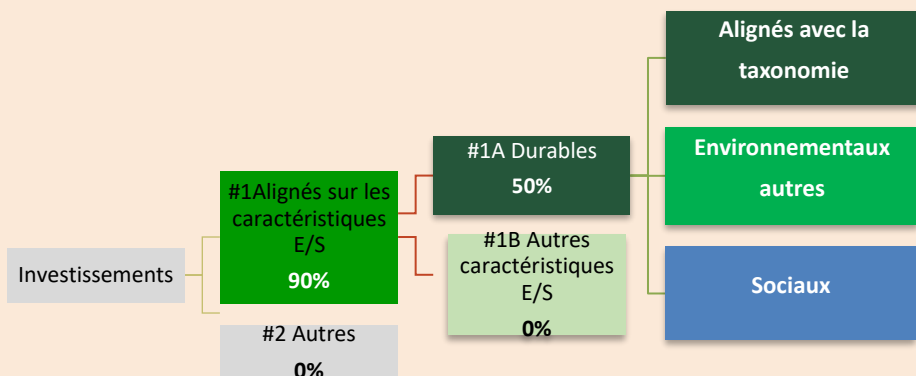 Investissements
#1Alignés sur les
caractéristiques
E/S
90%
#2 Autres
0%
#1A Durables
50%
#1B Autres
caractéristiques
E/S
0%
Alignés avec la
taxonomie
Environnementaux
autres
Sociaux